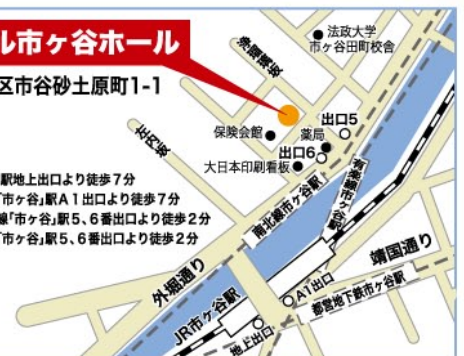 ル市ヶ谷ホール
区市谷砂土原町1-1
浄瑠璃坂
法政大学
市ヶ谷田町校舎
左内坂
保険会館
出口5
薬局
出口6
大日本印刷看板
有楽線市ヶ谷駅
南北線市ヶ谷駅
駅地上出口より徒歩7分
「市ヶ谷」駅A1出口より徒歩7分
線「市ヶ谷」駅5、6番出口より徒歩2分
「市ヶ谷」駅5、6番出口より徒歩2分
外堀通り
靖国通り
JR市ヶ谷駅
A1出口
都営地下鉄市ヶ谷駅
地上出口